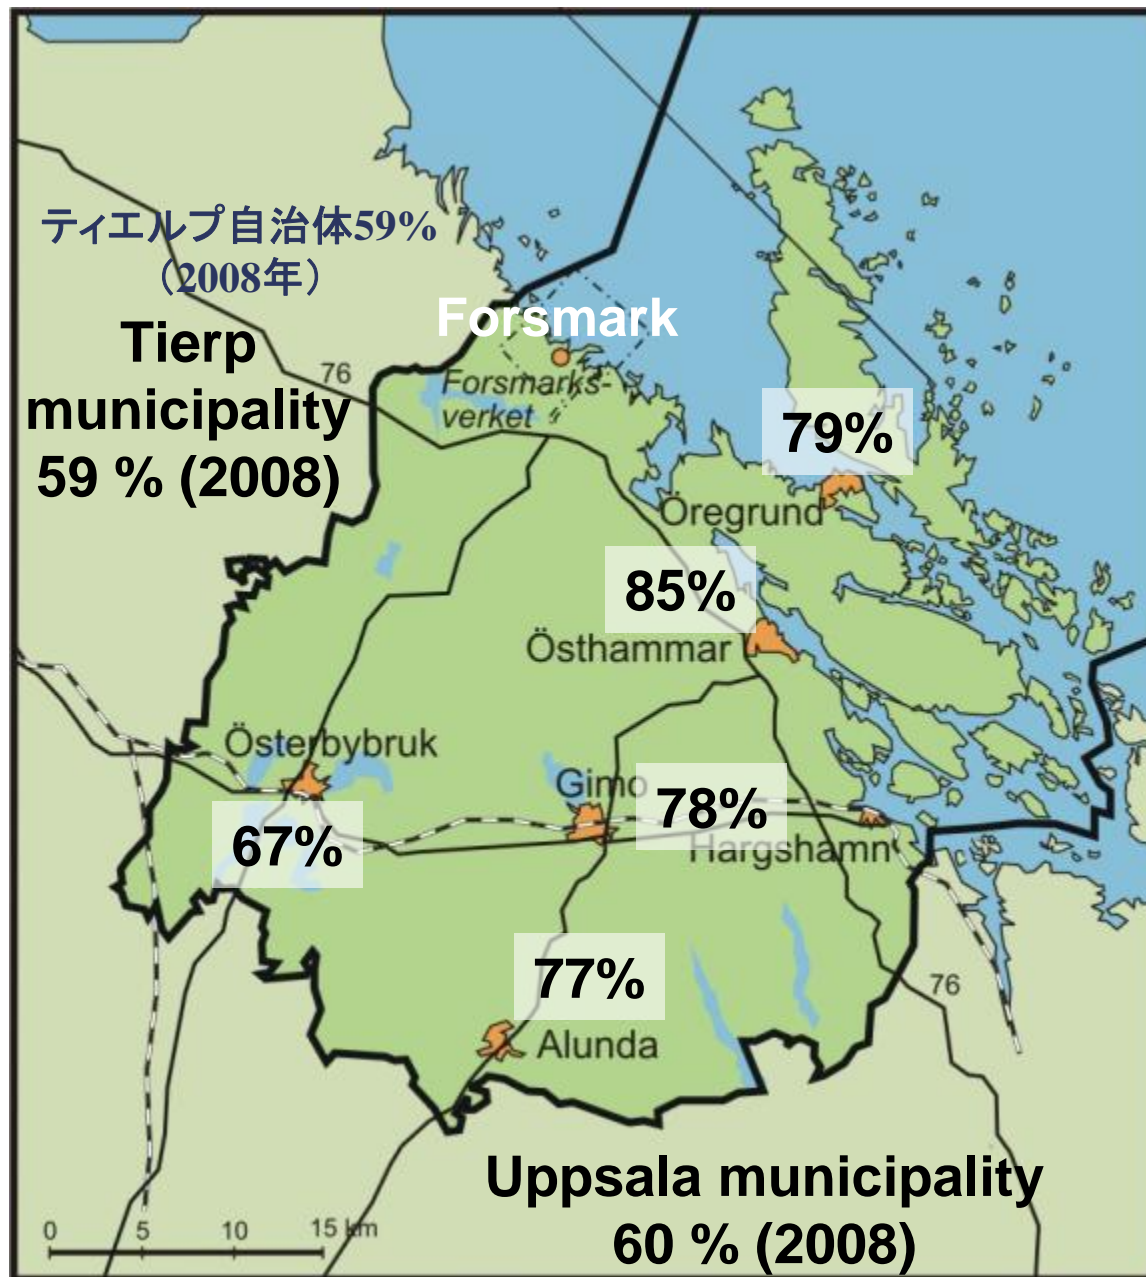 ティエルプ自治体59%
（2008年）
Forsmark
Tierp
municipality
59 % (2008)
76
Forsmarks-
verket
79%
Öregrund
85%
Östhammar
Österbybruk
Gimo
78%
67%
Hargshamn
77%
76
Alunda
Uppsala municipality
60 % (2008)
0 5 10 15 km